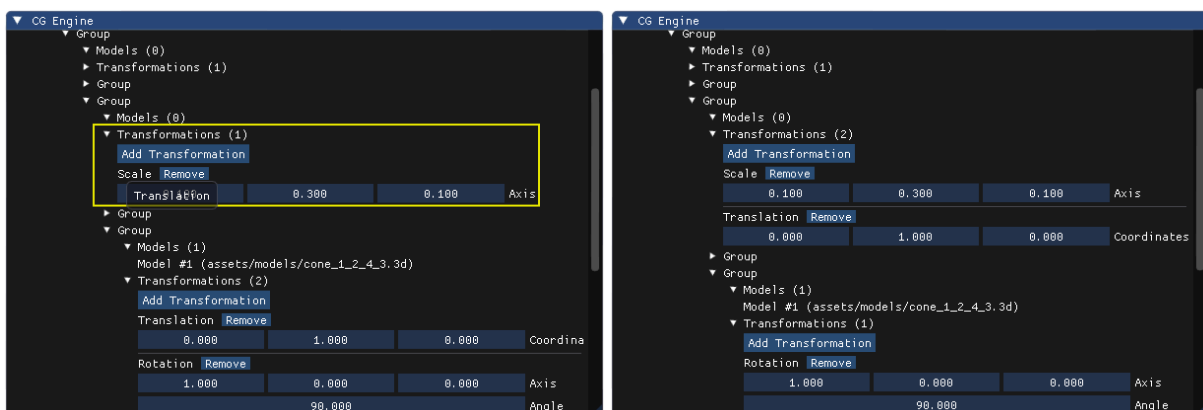 CG Engine
Group
Models (0)
Transformations (1)
Group
Group
Models (0)
Transformations (1)
Add Transformation
Scale Remove
Translation 0.300 0.100 Axis
Group
Group
Models (1)
Model #1 (assets/models/cone_1_2_4_3.3d)
Transformations (2)
Add Transformation
Translation Remove
0.000 1.000 0.000 Coordina
Rotation Remove
1.000 0.000 0.000 Axis
90.000 Angle
CG Engine
Group
Models (0)
Transformations (1)
Group
Group
Models (0)
Transformations (2)
Add Transformation
Scale Remove
0.100 0.300 0.100 Axis
Translation Remove
0.000 1.000 0.000 Coordinates
Group
Group
Models (1)
Model #1 (assets/models/cone_1_2_4_3.3d)
Transformations (1)
Add Transformation
Rotation Remove
1.000 0.000 0.000 Axis
90.000 Angle